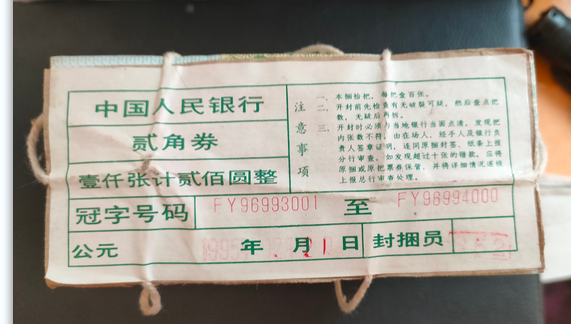 中国人民银行
贰角券
壹仟张计贰佰圆整
冠字号码 FY96993001 至 FY96994000
公元 1995 年 月 1 日 封捆员
注意事项
一、本捆拾把，每把壹百张。
二、开封前先检查有无破裂可疑，然后查点把
数，无疑后再拆。
三、开封时必须与当地银行当面点清，发现把
内张数不符，由在场人、经手人及银行负
责人签章证明，连同原捆封签、纸条上报
分行审查。如发现超过十张的错款，应将
原捆或原把票券保管，并将详细情况逐级
上报总行审查处理。